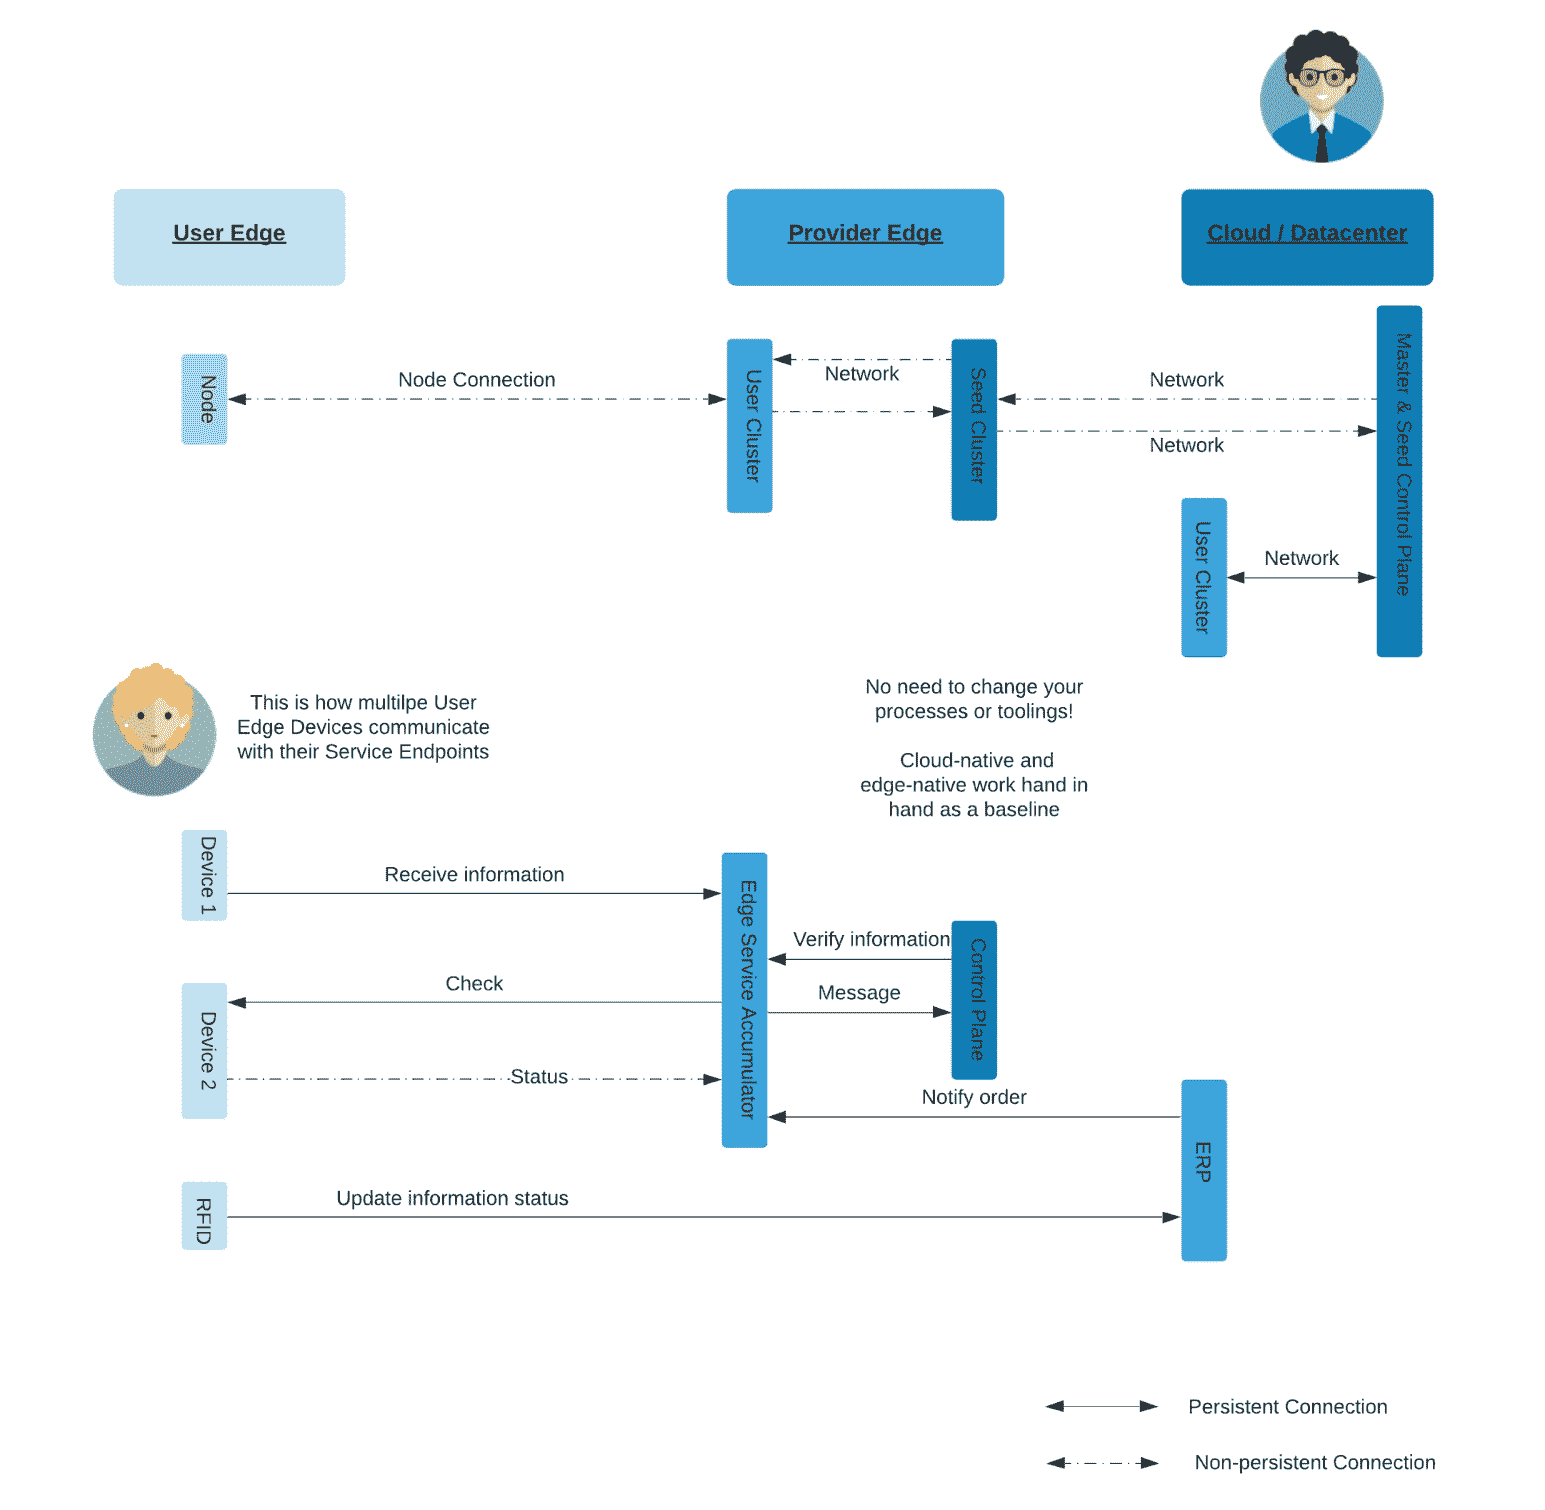 User Edge
Provider Edge
Cloud / Datacenter
Node
Node Connection
User Cluster
Network
Seed Cluster
Network
Network
Master & Seed Control Plane
User Cluster
Network
This is how multilpe User
Edge Devices communicate
with their Service Endpoints
No need to change your
processes or toolings!
Cloud-native and
edge-native work hand in
hand as a baseline
Device 1
Receive information
Edge Service Accumulator
Verify information
Control Plane
Check
Message
Device 2
Status
Notify order
ERP
RFID
Update information status
Persistent Connection
Non-persistent Connection